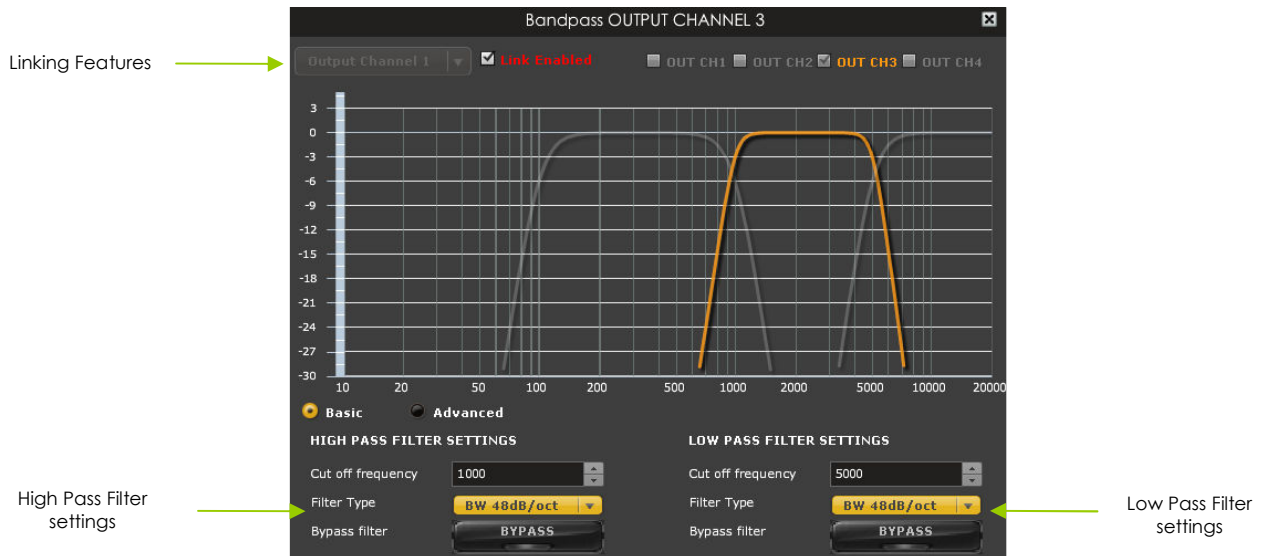 Bandpass OUTPUT CHANNEL 3
Linking Features
Output Channel 1
Link Enabled
OUT CH1 OUT CH2 OUT CH3 OUT CH4
3
0
-3
-6
-9
-12
-15
-18
-21
-24
-27
-30
10 20 50 100 200 500 1000 2000 5000 10000 20000
Basic Advanced
HIGH PASS FILTER SETTINGS LOW PASS FILTER SETTINGS
Cut off frequency 1000 Cut off frequency 5000
High Pass Filter settings
Filter Type BW 48dB/oct Filter Type BW 48dB/oct
Low Pass Filter settings
Bypass filter BYPASS Bypass filter BYPASS